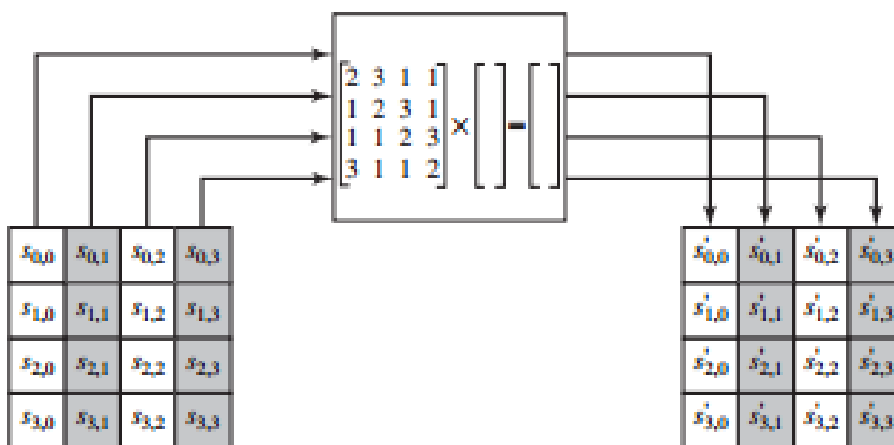 2 3 1 1
1 2 3 1 × =
1 1 2 3
3 1 1 2
s0,0 s0,1 s0,2 s0,3 s'0,0 s'0,1 s'0,2 s'0,3
s1,0 s1,1 s1,2 s1,3 s'1,0 s'1,1 s'1,2 s'1,3
s2,0 s2,1 s2,2 s2,3 s'2,0 s'2,1 s'2,2 s'2,3
s3,0 s3,1 s3,2 s3,3 s'3,0 s'3,1 s'3,2 s'3,3